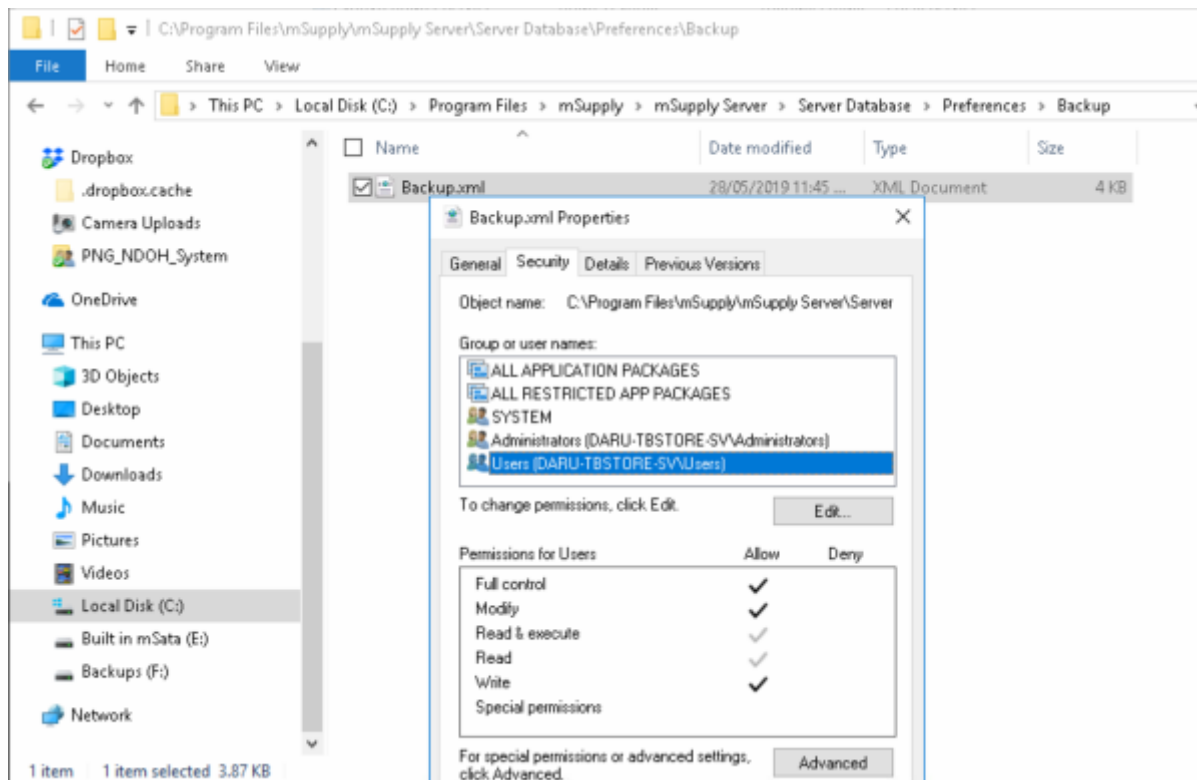 C:\Program Files\mSupply\mSupply Server\Server Database\Preferences\Backup
File Home Share View
This PC > Local Disk (C:) > Program Files > mSupply > mSupply Server > Server Database > Preferences > Backup
Name Date modified Type Size
Dropbox
.dropbox.cache
Camera Uploads
PNG_NDOH_System
OneDrive
This PC
3D Objects
Desktop
Documents
Downloads
Music
Pictures
Videos
Local Disk (C:)
Built in mSata (E:)
Backups (F:)
Network
1 item 1 item selected 3.87 KB
Backup.xml 28/05/2019 11:45 ... XML Document 4 KB
Backup.xml Properties
General Security Details Previous Versions
Object name: C:\Program Files\mSupply\mSupply Server\Server
Group or user names:
ALL APPLICATION PACKAGES
ALL RESTRICTED APP PACKAGES
SYSTEM
Administrators (DARU-TBSTORE-SV\Administrators)
Users (DARU-TBSTORE-SV\Users)
To change permissions, click Edit. Edit...
Permissions for Users Allow Deny
Full control
Modify
Read & execute
Read
Write
Special permissions
For special permissions or advanced settings,
click Advanced. Advanced